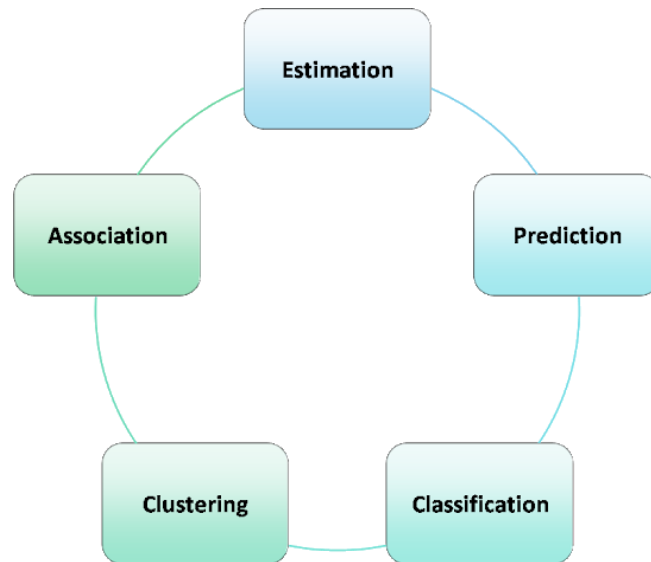 Estimation
Association
Prediction
Clustering
Classification